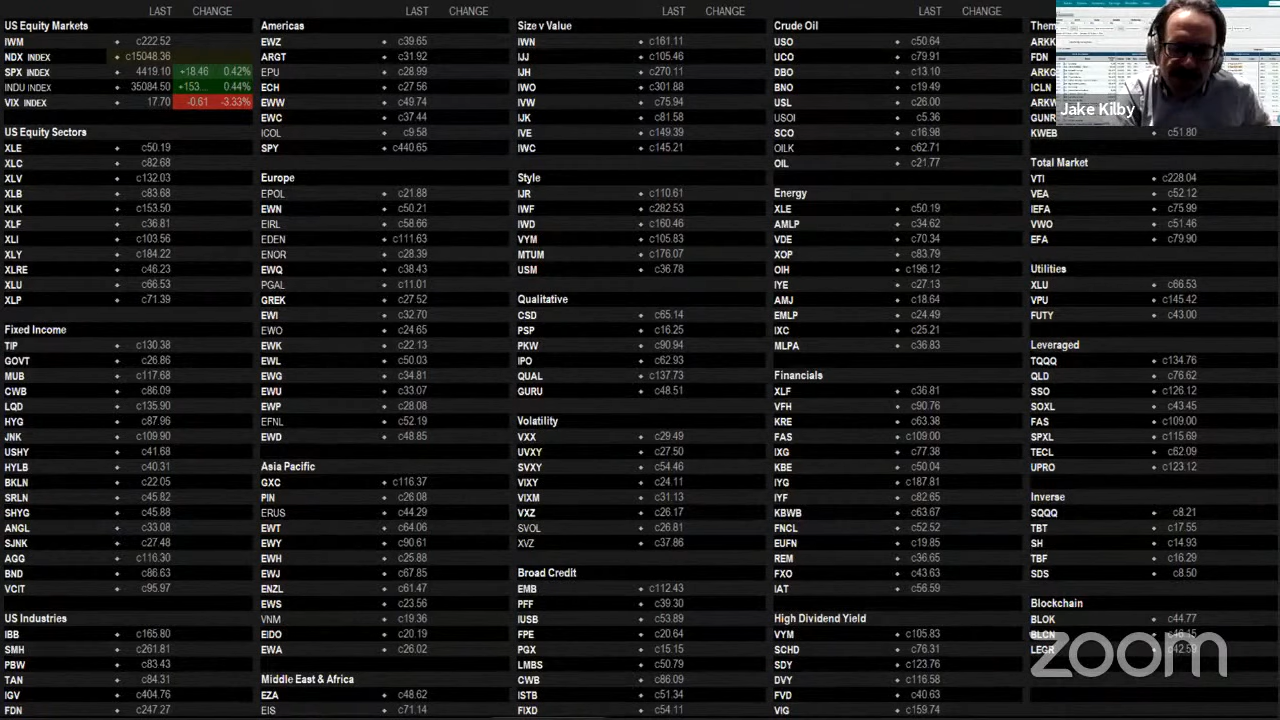 LAST CHANGE
US Equity Markets
IWM c222.52
NDX INDEX c15048.36
SPX INDEX 4419.10 +18.46 0.42%
INDU INDEX 35084.50 +153... 0.44%
VIX INDEX 17.70 -0.61 -3.33%
US Equity Sectors
XLE c50.19
XLC c82.68
XLV c132.03
XLB c83.68
XLK c153.50
XLF c36.81
XLI c103.56
XLY c184.22
XLRE c46.23
XLU c66.53
XLP c71.39
Fixed Income
TIP c130.38
GOVT c26.86
MUB c117.68
CWB c86.09
LQD c135.90
HYG c87.96
JNK c109.90
USHY c41.68
HYLB c40.31
BKLN c22.05
SRLN c45.82
SHYG c45.88
ANGL c33.08
SJNK c27.48
AGG c116.30
BND c86.63
VCIT c95.97
US Industries
IBB c165.80
SMH c261.81
PBW c83.43
TAN c84.31
IGV c404.76
FDN c247.27
LAST CHANGE
Americas
EWZ
ARGT
EPU
ECH
EWW
EWC c37.44
ICOL c9.58
SPY c440.65
Europe
EPOL c21.88
EWN c50.21
EIRL c58.66
EDEN c111.63
ENOR c28.39
EWQ c38.43
PGAL c11.01
GREK c27.52
EWI c32.70
EWO c24.65
EWK c22.13
EWL c50.03
EWG c34.81
EWU c33.07
EWP c28.08
EFNL c52.19
EWD c48.85
Asia Pacific
GXC c116.37
PIN c26.08
ERUS c44.29
EWT c64.06
EWY c90.61
EWH c25.88
EWJ c67.85
ENZL c61.47
EWS c23.56
VNM c19.36
EIDO c20.19
EWA c26.02
Middle East & Africa
EZA c48.62
EIS c71.14
LAST CHANGE
Size v Value
IWN c161.11
IWS
IWO
IWC c301.88
IVW c75.94
IJK c81.58
IVE c149.39
IWC c145.21
Style
IJR c110.61
IWF c282.53
IWD c160.46
VYM c105.83
MTUM c176.07
USM c36.78
Qualitative
CSD c65.14
PSP c16.25
PKW c90.94
IPO c62.93
QUAL c137.73
GURU c48.51
Volatility
VXX c29.49
UVXY c27.50
SVXY c54.46
VIXY c24.11
VIXM c31.13
VXZ c26.17
SVOL c26.81
XVZ c37.86
Broad Credit
EMB c112.43
PFF c39.30
IUSB c53.89
FPE c20.64
PGX c15.15
LMBS c50.79
CWB c86.09
ISTB c51.34
FIXD c54.11
LAST CHANGE
Crude Oil
USO c50.64
UCO c79.91
DBO c13.10
BNO c19.49
USL c26.00
USOI c5.36
SCO c16.98
OILK c62.71
OIL c21.77
Energy
XLE c50.19
AMLP c34.62
VDE c70.34
XOP c83.79
OIH c196.12
IYE c27.13
AMJ c18.64
EMLP c24.49
IXC c25.21
MLPA c36.83
Financials
XLF c36.81
VFH c90.76
KRE c63.38
FAS c109.00
IXG c77.38
KBE c50.04
IYG c187.81
IYF c82.65
KBWB c63.67
FNCL c52.52
EUFN c19.85
REM c36.65
FXO c43.63
IAT c56.59
High Dividend Yield
VYM c105.83
SCHD c76.31
SDY c123.76
DVY c116.58
FVD c40.63
VIG c159.74
Them
ARKK
FDN
ARKG
ICLN
ARKW
GUNR
KWEB c51.80
Total Market
VTI c228.04
VEA c52.12
IEFA c75.99
VWO c51.46
EFA c79.90
Utilities
XLU c66.53
VPU c145.42
FUTY c43.00
Leveraged
TQQQ c134.76
QLD c76.62
SSO c126.12
SOXL c43.45
FAS c109.00
SPXL c115.69
TECL c62.09
UPRO c123.12
Inverse
SQQQ c8.21
TBT c17.55
SH c14.93
TBF c16.29
SDS c8.50
Blockchain
BLOK c44.77
BLCN c46.15
LEGR c42.59
Jake Kilby
zoom